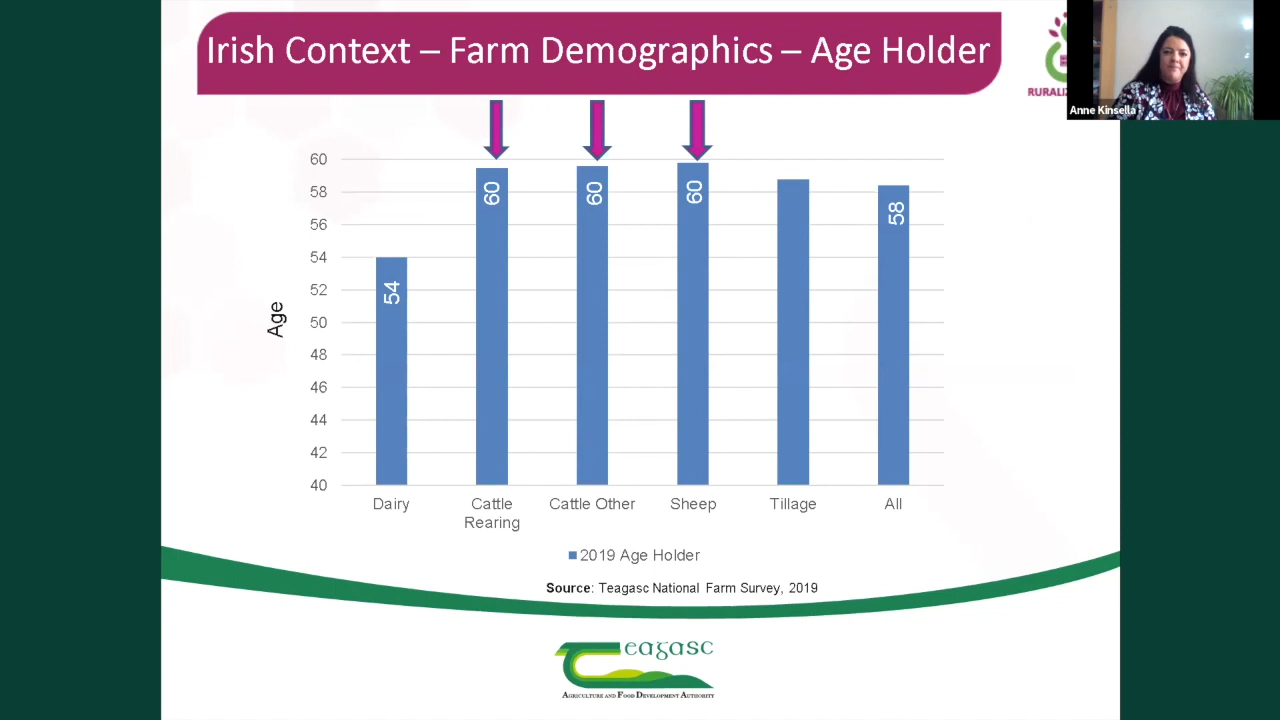 Irish Context – Farm Demographics – Age Holder
Anne Kinsella
60
58
56
54
52
50
48
46
44
42
40
Age
54
60
60
60
58
Dairy
Cattle Rearing
Cattle Other
Sheep
Tillage
All
2019 Age Holder
Source: Teagasc National Farm Survey, 2019
eagasc
Agriculture and Food Development Authority